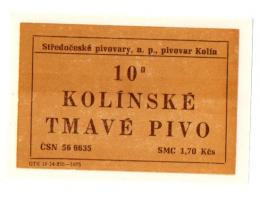 Středočeské pivovary, n. p., pivovar Kolín
10°
KOLÍNSKÉ
TMAVÉ PIVO
ČSN 56 6635 SMC 1,70 Kčs